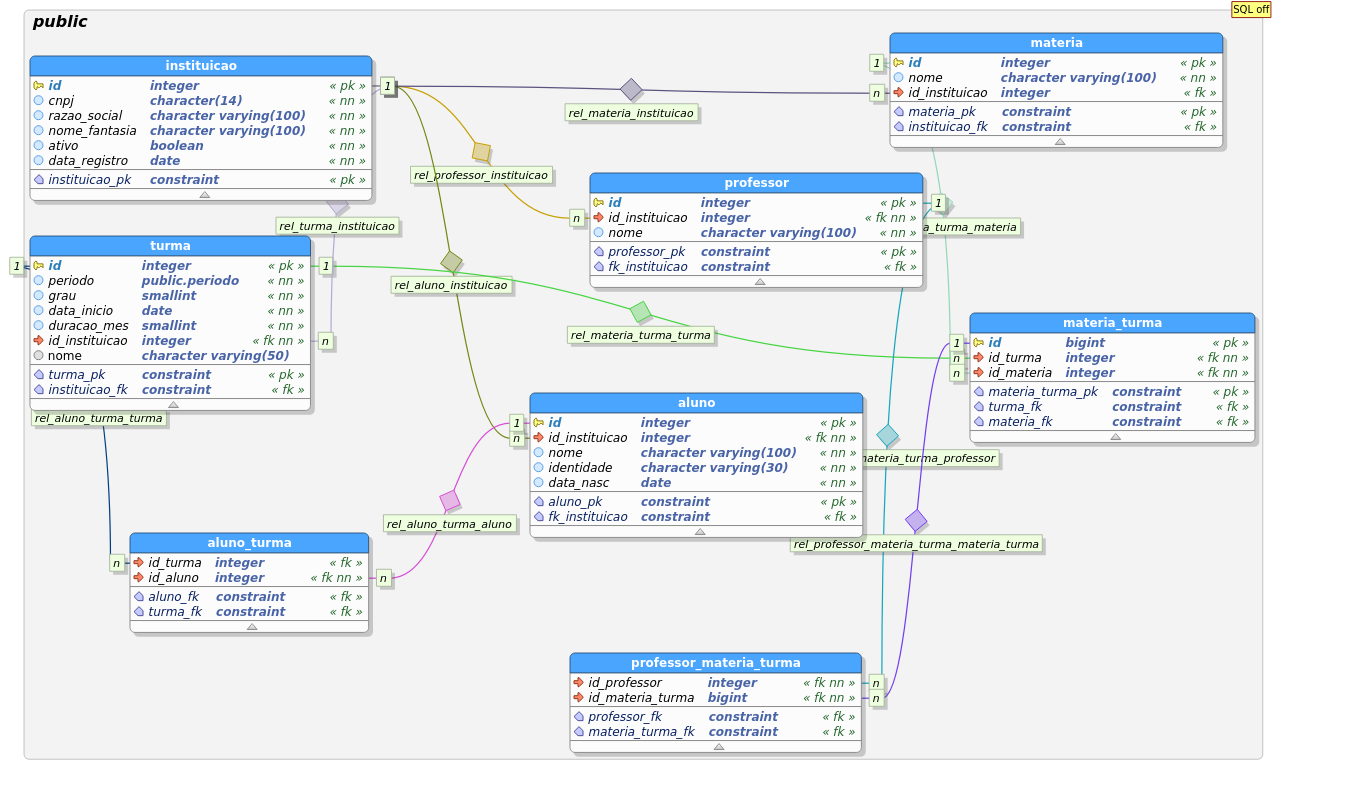 SQL off
public
instituicao
id integer « pk »
cnpj character(14) « nn »
razao_social character varying(100) « nn »
nome_fantasia character varying(100) « nn »
ativo boolean « nn »
data_registro date « nn »
instituicao_pk constraint « pk »
1
rel_materia_instituicao
materia
1
id integer « pk »
nome character varying(100) « nn »
n
id_instituicao integer « fk »
materia_pk constraint « pk »
instituicao_fk constraint « fk »
rel_professor_instituicao
professor
id integer « pk »
1
n
id_instituicao integer « fk nn »
nome character varying(100) « nn »
professor_pk constraint « pk »
fk_instituicao constraint « fk »
a_turma_materia
rel_turma_instituicao
turma
1
id integer « pk »
1
periodo public.periodo « nn »
grau smallint « nn »
data_inicio date « nn »
duracao_mes smallint « nn »
id_instituicao integer « fk nn »
n
nome character varying(50)
turma_pk constraint « pk »
instituicao_fk constraint « fk »
rel_aluno_instituicao
rel_materia_turma_turma
materia_turma
1
id bigint « pk »
n
id_turma integer « fk nn »
n
id_materia integer « fk nn »
materia_turma_pk constraint « pk »
turma_fk constraint « fk »
materia_fk constraint « fk »
rel_aluno_turma_turma
aluno
1
id integer « pk »
n
id_instituicao integer « fk nn »
nome character varying(100) « nn »
identidade character varying(30) « nn »
data_nasc date « nn »
aluno_pk constraint « pk »
fk_instituicao constraint « fk »
materia_turma_professor
rel_aluno_turma_aluno
rel_professor_materia_turma_materia_turma
aluno_turma
n
id_turma integer « fk »
id_aluno integer « fk nn »
n
aluno_fk constraint « fk »
turma_fk constraint « fk »
professor_materia_turma
id_professor integer « fk nn »
n
id_materia_turma bigint « fk nn »
n
professor_fk constraint « fk »
materia_turma_fk constraint « fk »